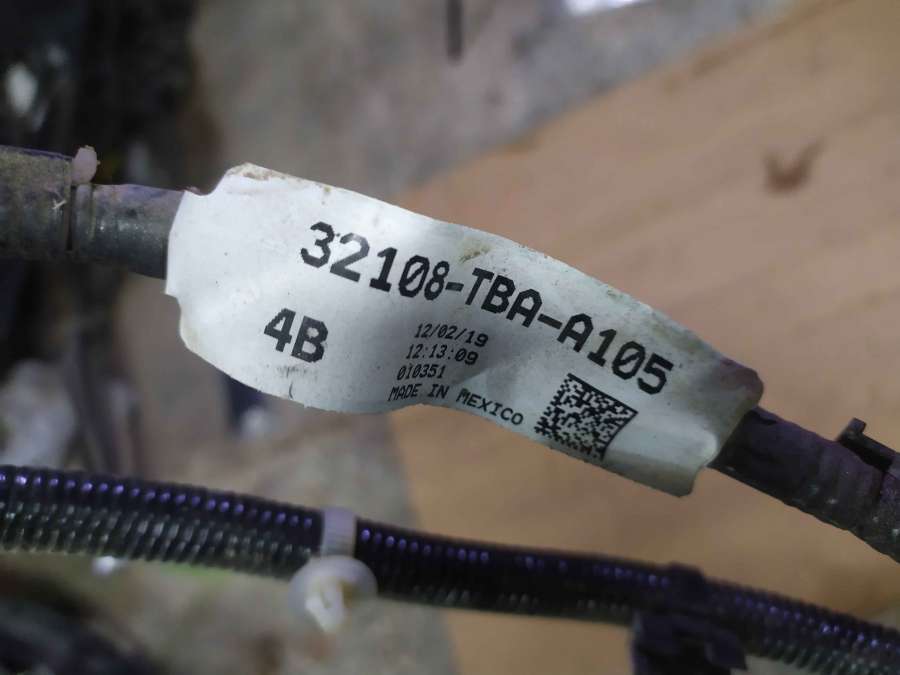 32108-TBA-A105
4B
12/02/19
12:13:09
010351
MADE IN MEXICO